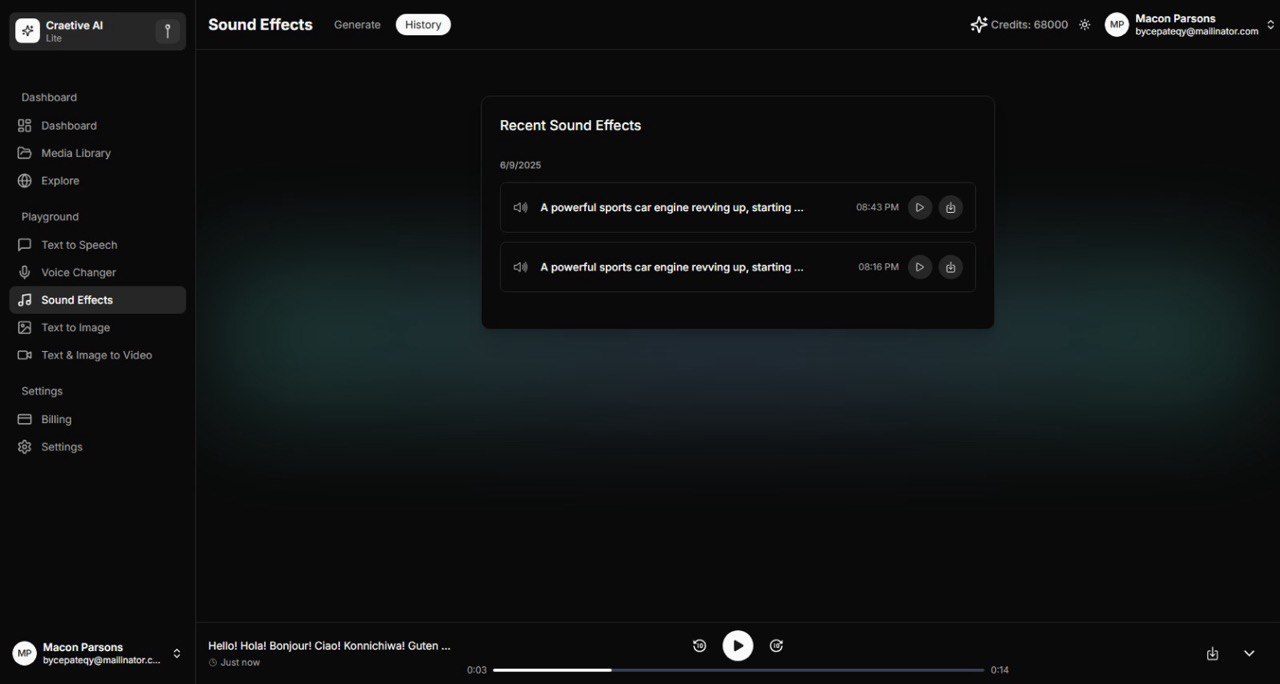 Craetive AI
Lite
Dashboard
Dashboard
Media Library
Explore
Playground
Text to Speech
Voice Changer
Sound Effects
Text to Image
Text & Image to Video
Settings
Billing
Settings
MP
Macon Parsons
bycepateqy@mailinator.c...
Sound Effects
Generate
History
Credits: 68000
MP
Macon Parsons
bycepateqy@mailinator.com
Recent Sound Effects
6/9/2025
A powerful sports car engine revving up, starting ...
08:43 PM
A powerful sports car engine revving up, starting ...
08:16 PM
Hello! Hola! Bonjour! Ciao! Konnichiwa! Guten ...
Just now
10
10
0:03
0:14